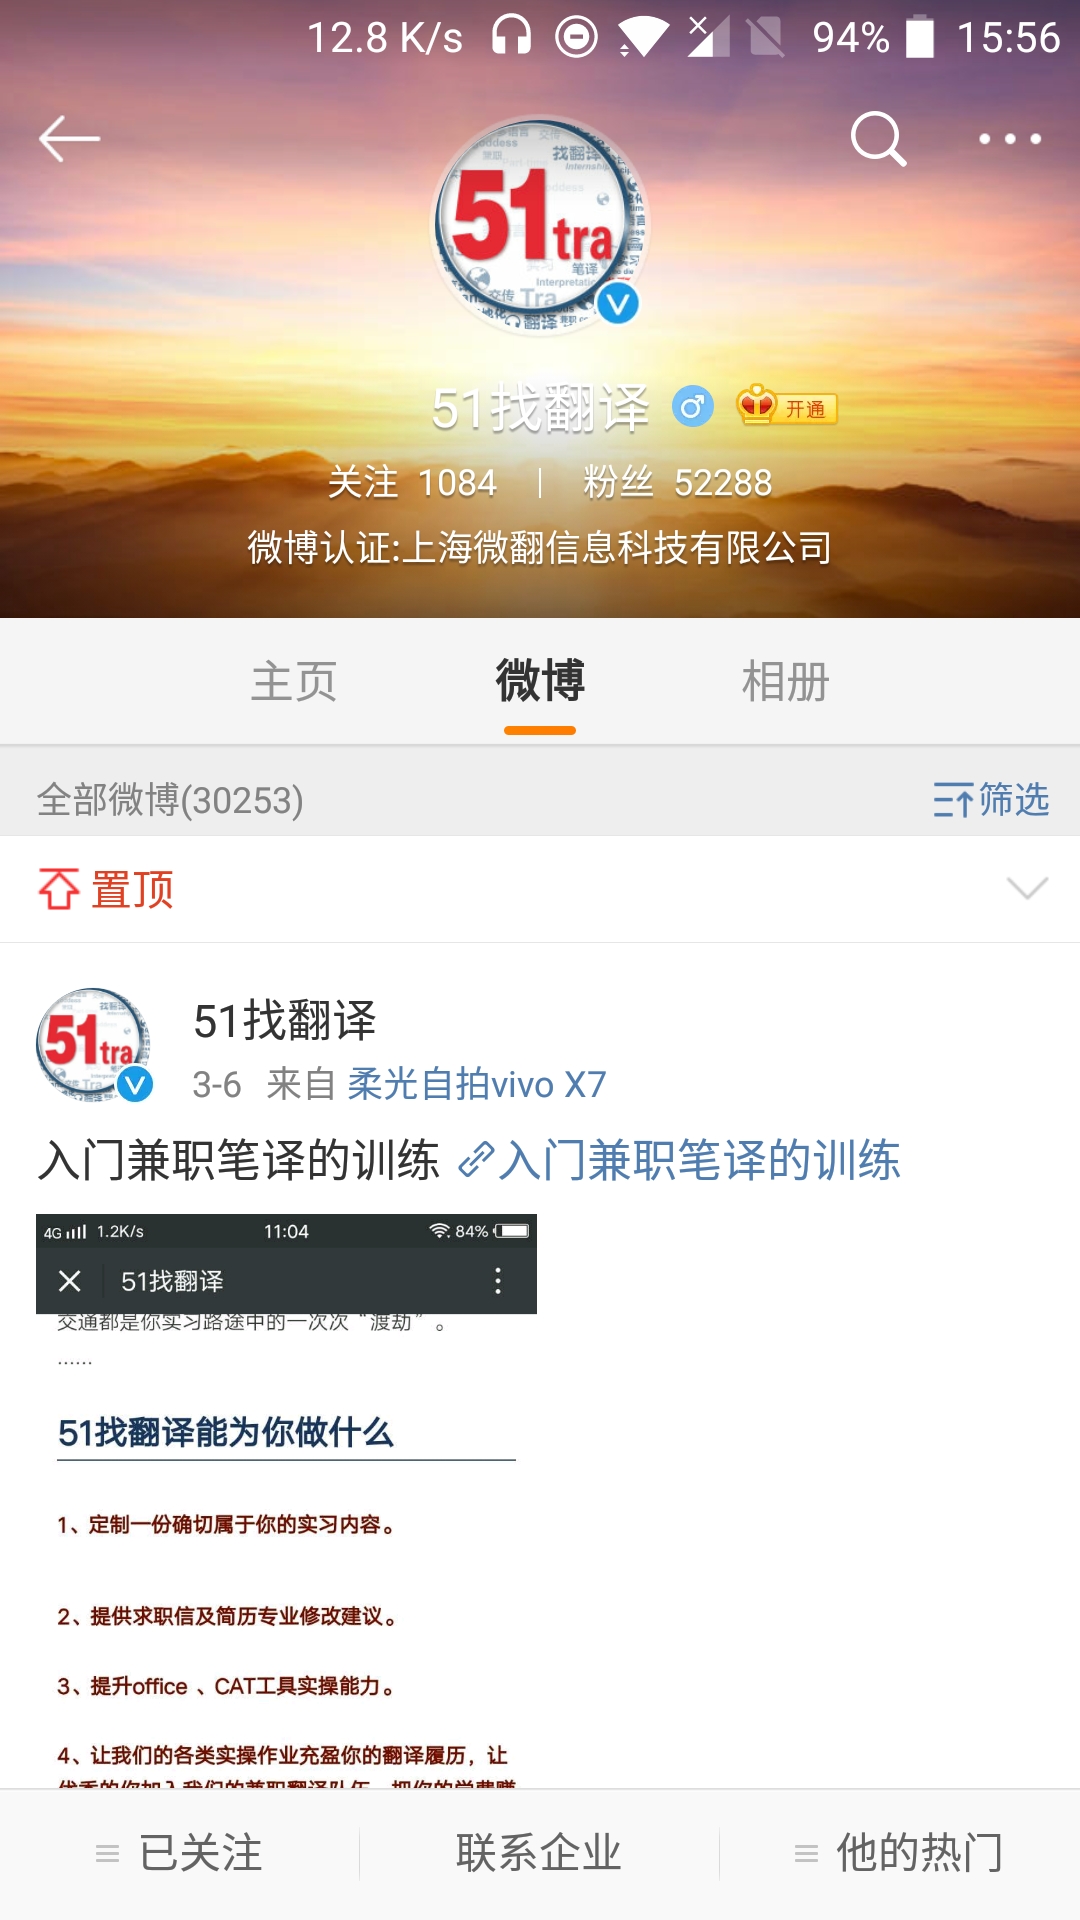 12.8 K/s 94% 15:56
51tra
51找翻译 开通
关注 1084 | 粉丝 52288
微博认证:上海微翻信息科技有限公司
主页 微博 相册
全部微博(30253) 筛选
置顶
51tra
51找翻译
3-6 来自 柔光自拍vivo X7
入门兼职笔译的训练 入门兼职笔译的训练
4G 1.2K/s 11:04 84%
51找翻译
交通都是你实习路途中的一次次“渡劫”。
......
51找翻译能为你做什么
1、定制一份确切属于你的实习内容。
2、提供求职信及简历专业修改建议。
3、提升office 、CAT工具实操能力。
4、让我们的各类实操作业充盈你的翻译履历，让
已关注 联系企业 他的热门